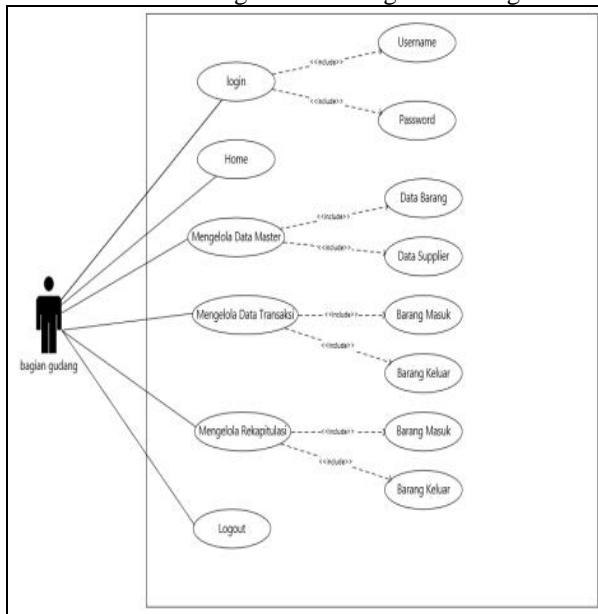 Username
<<include>>
login
<<include>>
Password
Home
Data Barang
<<include>>
Mengelola Data Master
<<include>>
Data Supplier
Mengelola Data Transaksi
<<include>>
Barang Masuk
<<include>>
Barang Keluar
bagian gudang
Mengelola Rekapitulasi
<<include>>
Barang Masuk
<<include>>
Barang Keluar
Logout